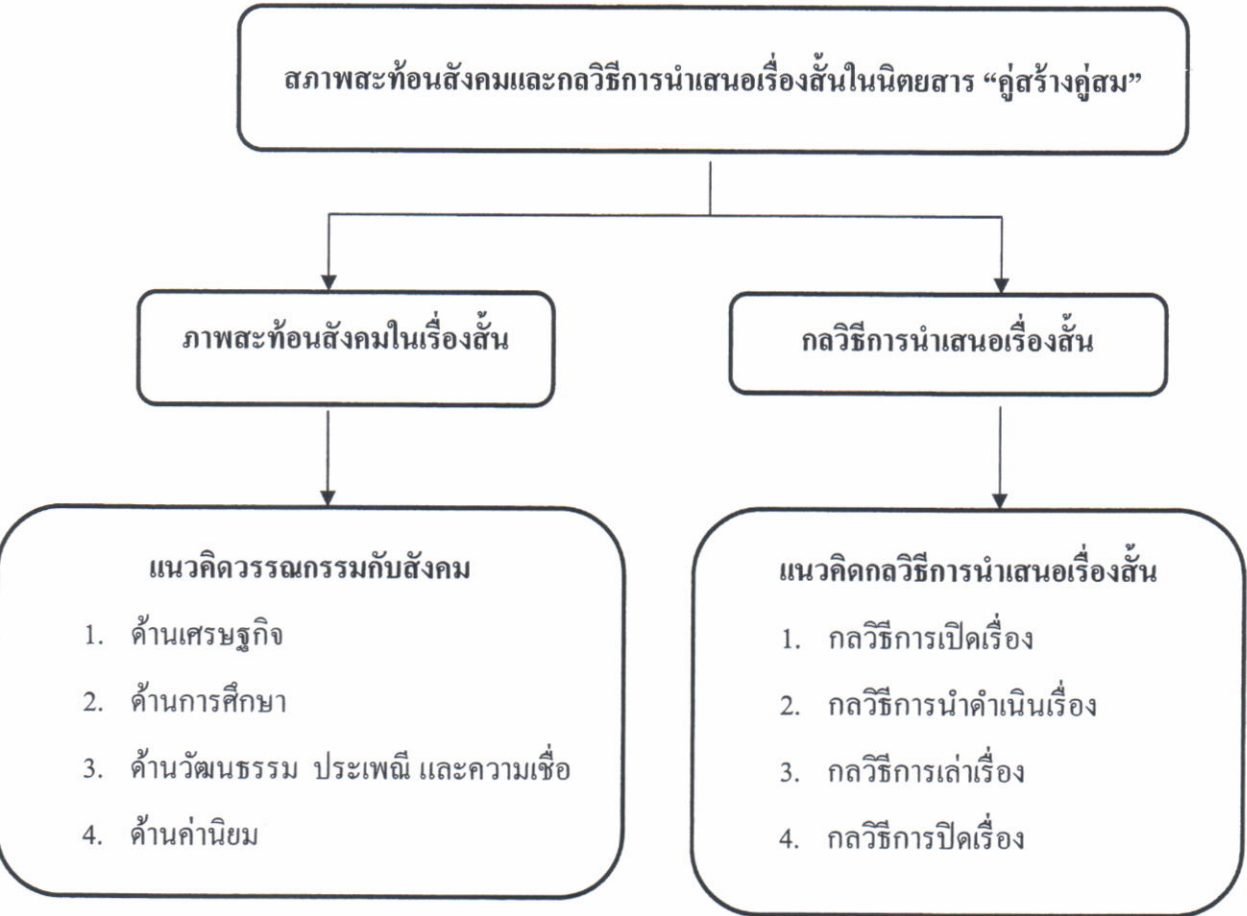 สภาพสะท้อนสังคมและกลวิธีการนำเสนอเรื่องสั้นในนิตยสาร “คู่สร้างคู่สม”
ภาพสะท้อนสังคมในเรื่องสั้น
กลวิธีการนำเสนอเรื่องสั้น
แนวคิดวรรณกรรมกับสังคม
1. ด้านเศรษฐกิจ
2. ด้านการศึกษา
3. ด้านวัฒนธรรม ประเพณี และความเชื่อ
4. ด้านค่านิยม
แนวคิดกลวิธีการนำเสนอเรื่องสั้น
1. กลวิธีการเปิดเรื่อง
2. กลวิธีการนำดำเนินเรื่อง
3. กลวิธีการเล่าเรื่อง
4. กลวิธีการปิดเรื่อง